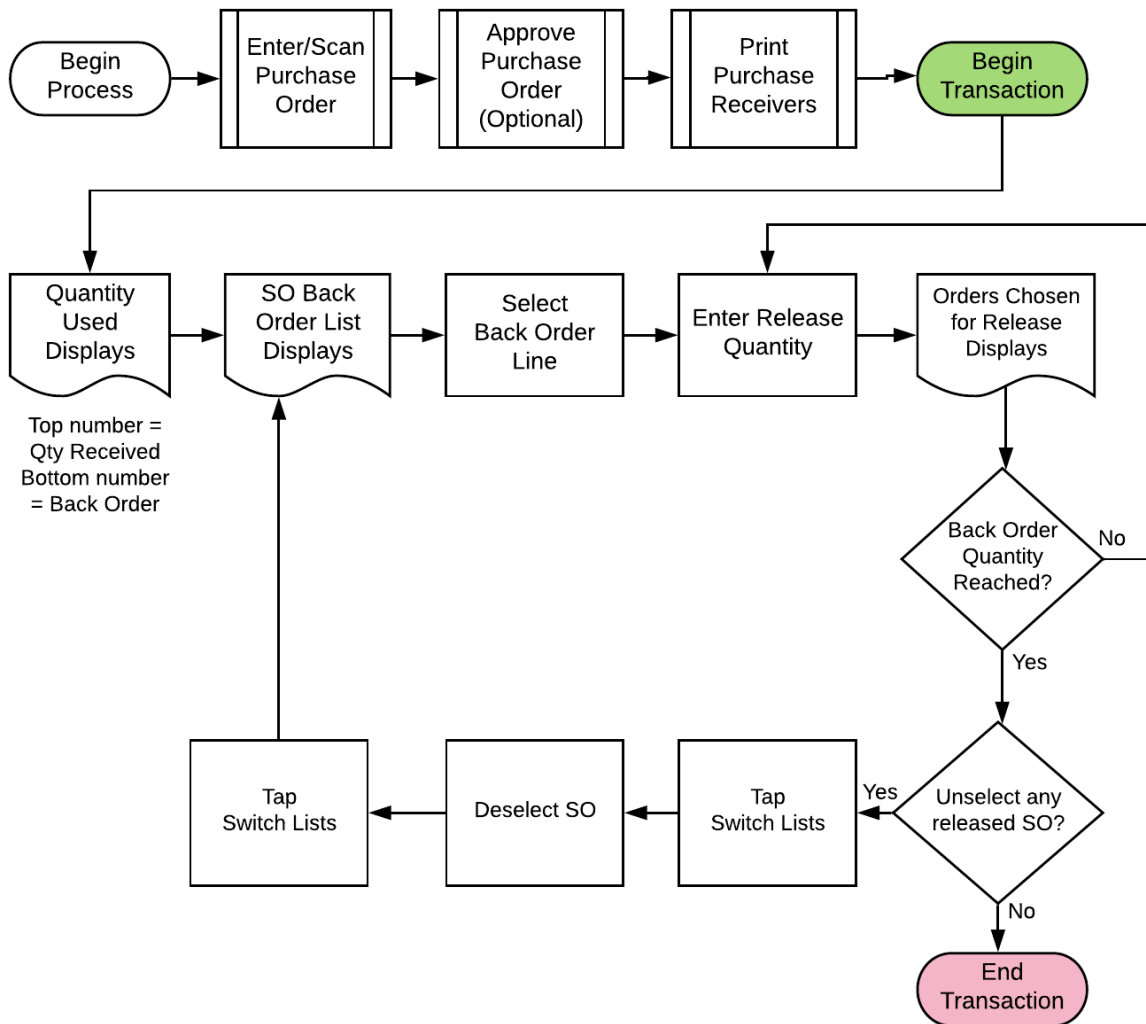 Begin
Process
Enter/Scan
Purchase
Order
Approve
Purchase
Order
(Optional)
Print
Purchase
Receivers
Begin
Transaction
Quantity
Used
Displays
SO Back
Order List
Displays
Select
Back Order
Line
Enter Release
Quantity
Orders Chosen
for Release
Displays
Top number =
Qty Received
Bottom number
= Back Order
Back Order
Quantity
Reached?
No
Yes
Unselect any
released SO?
Yes
Tap
Switch Lists
Deselect SO
Tap
Switch Lists
No
End
Transaction